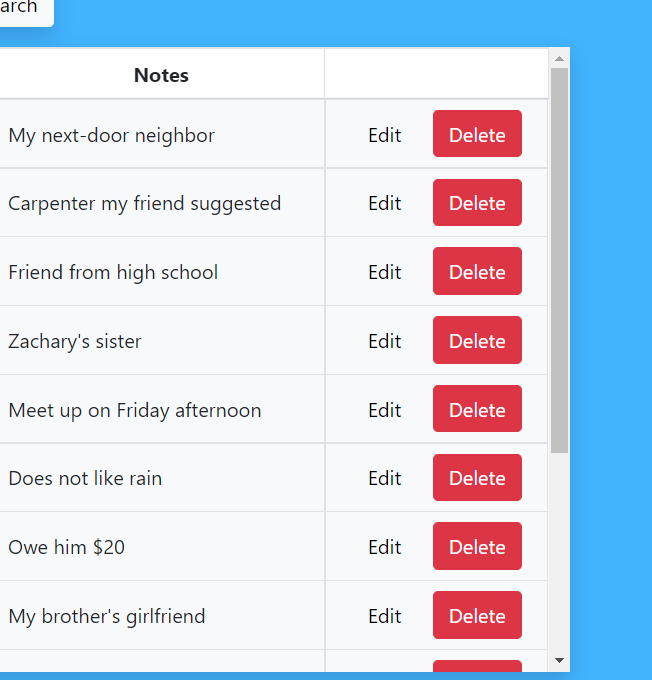 arch
Notes
My next-door neighbor Edit Delete
Carpenter my friend suggested Edit Delete
Friend from high school Edit Delete
Zachary's sister Edit Delete
Meet up on Friday afternoon Edit Delete
Does not like rain Edit Delete
Owe him $20 Edit Delete
My brother's girlfriend Edit Delete